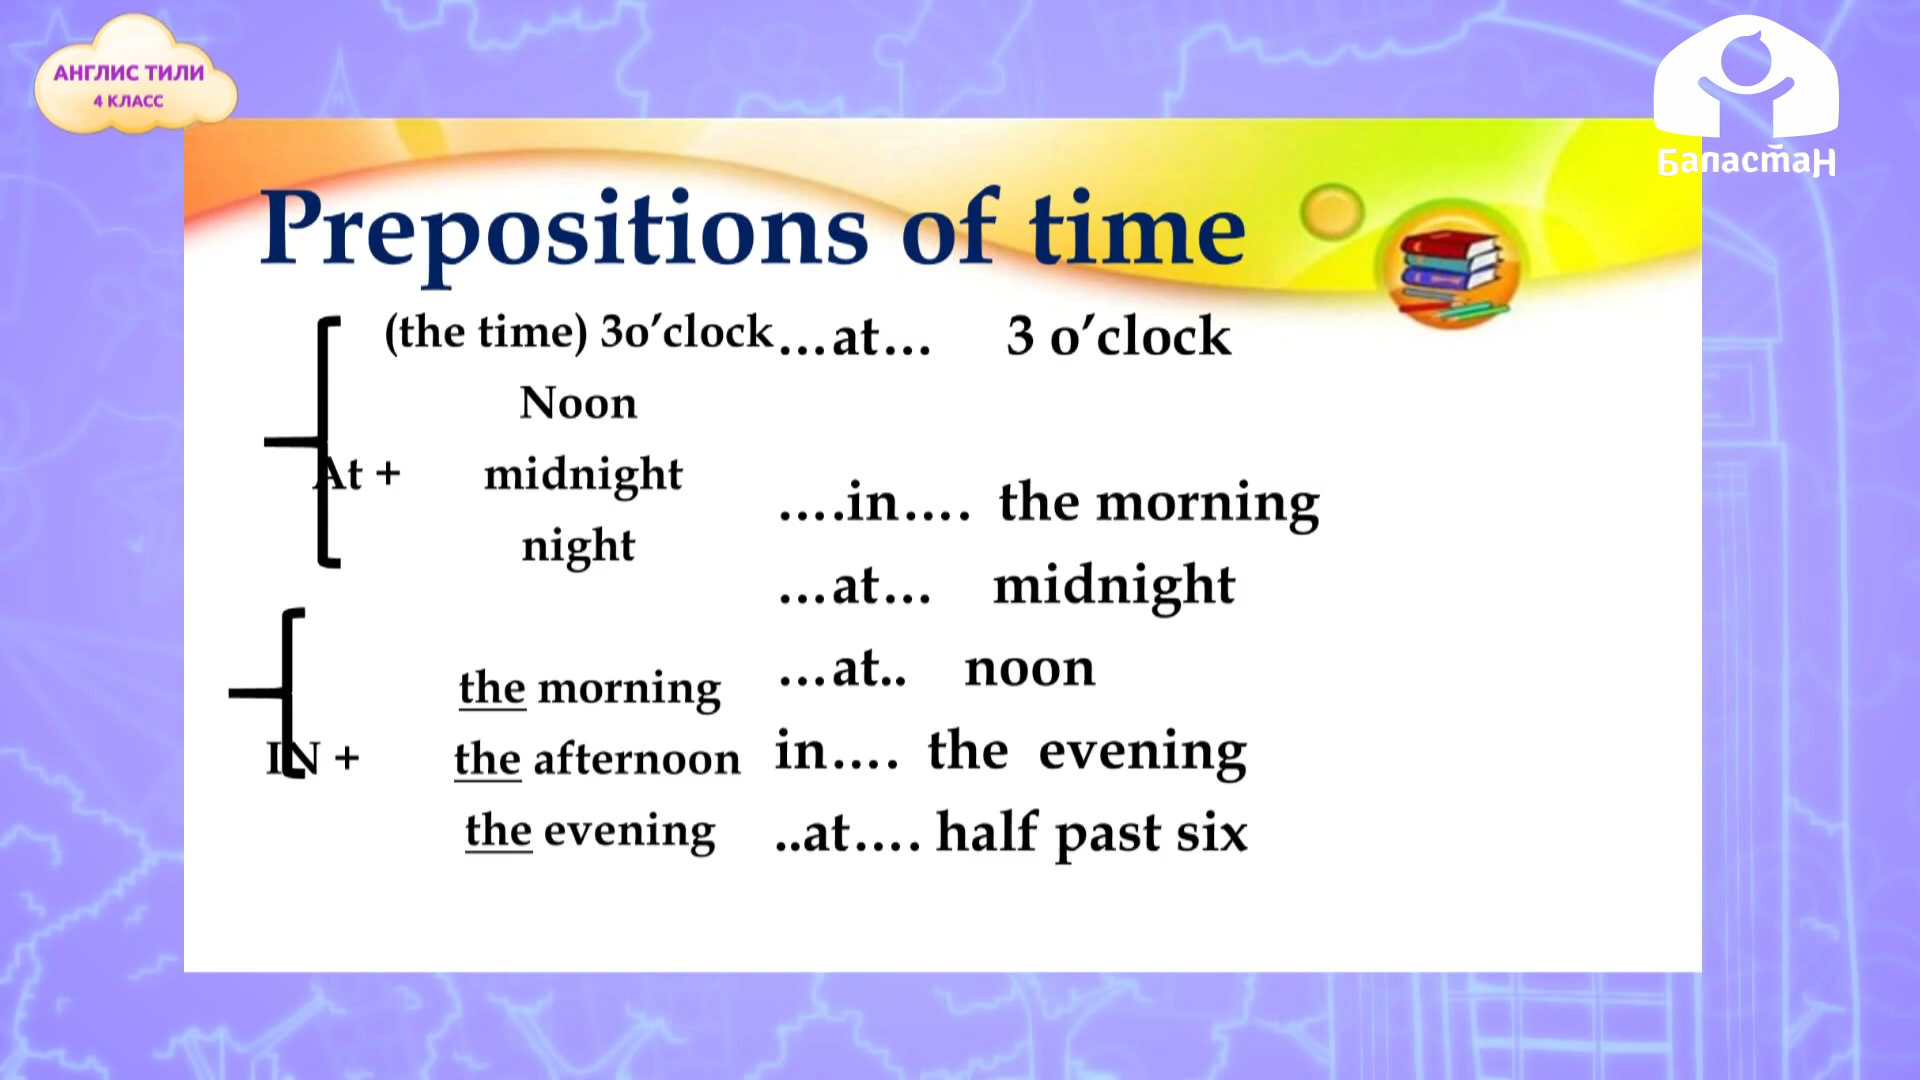 АНГЛИС ТИЛИ
4 КЛАСС
Баластан
Prepositions of time
(the time) 3o’clock
Noon
At + midnight
night
the morning
IN + the afternoon
the evening
...at... 3 o’clock
....in.... the morning
...at... midnight
...at.. noon
in.... the evening
..at.... half past six